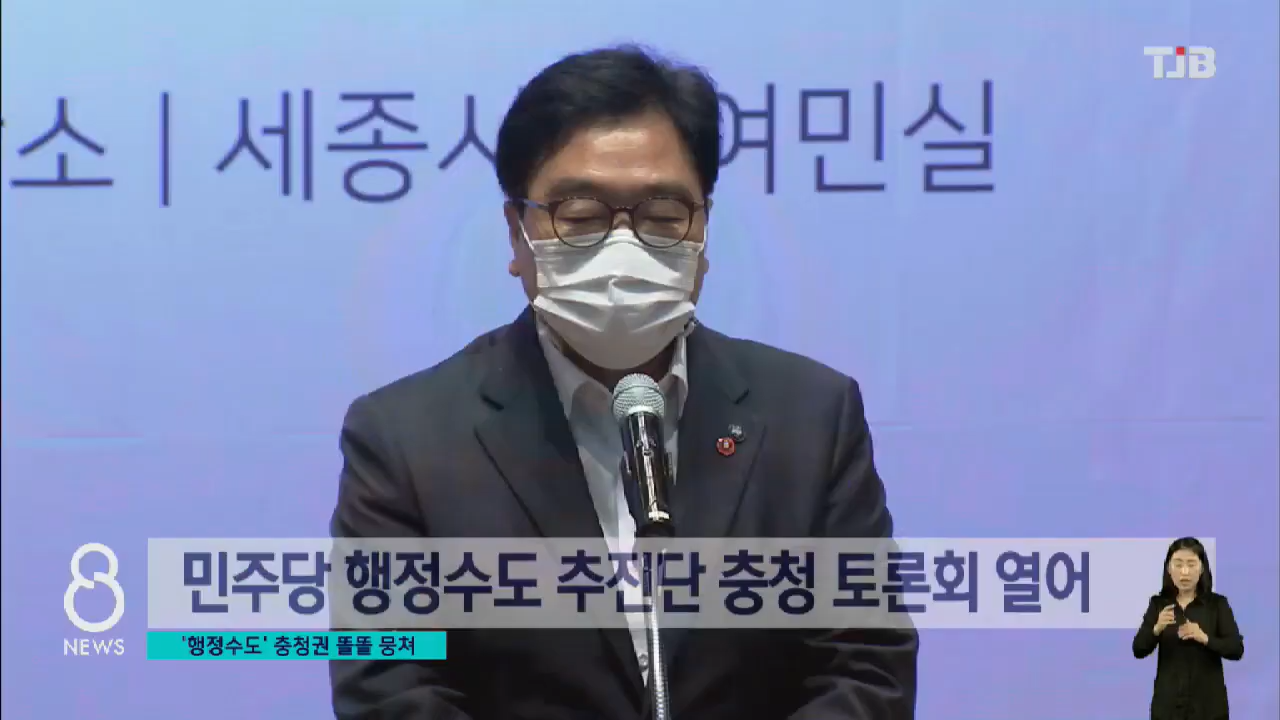 TJB
소 | 세종시 여민실
8
NEWS
민주당 행정수도 추진단 충청 토론회 열어
'행정수도' 충청권 똘똘 뭉쳐